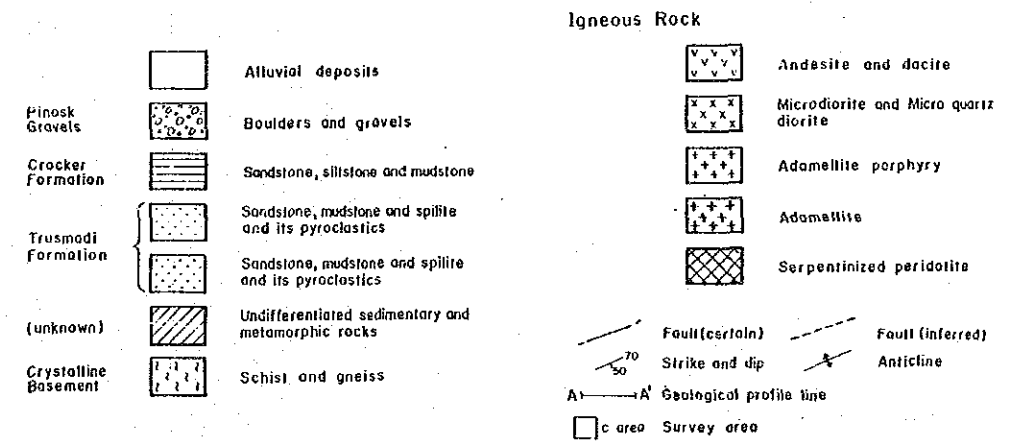 Alluvial deposits
Pinosk
Gravels
Boulders and gravels
Crocker
Formation
Sandstone, siltstone and mudstone
Trusmadi
Formation
Sandstone, mudstone and spilite
and its pyroclastics
Sandstone, mudstone and spilite
and its pyroclastics
(unknown)
Undifferentiated sedimentary and
metamorphic rocks
Crystalline
Basement
Schist and gneiss
Igneous Rock
Andesite and dacite
Microdiorite and Micro quartz
diorite
Adamellite porphyry
Adamellite
Serpentinized peridotite
Fault (certain)
Fault (inferred)
70
50
Strike and dip
Anticline
A A' Geological profile line
c area Survey area